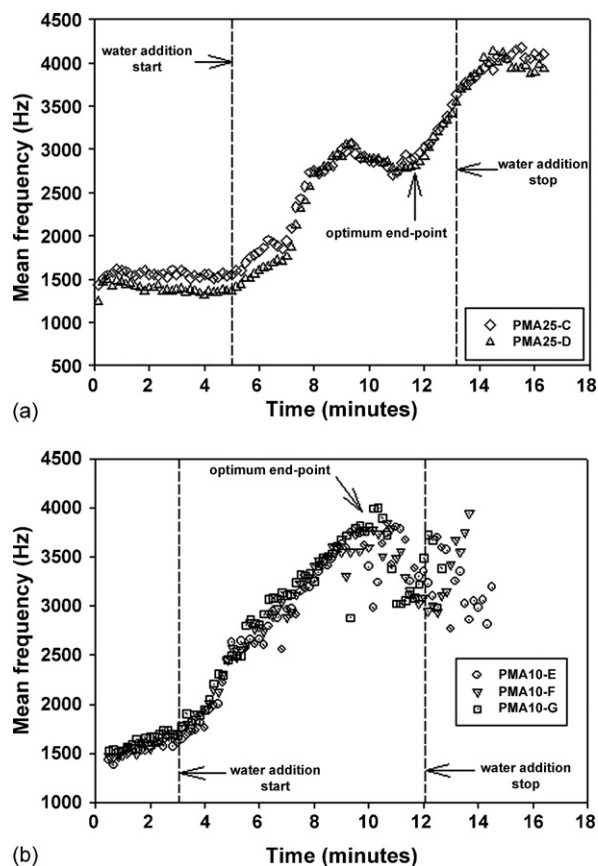 4500
4000
3500
3000
2500
2000
1500
1000
500
Mean frequency (Hz)
water addition
start
optimum end-point
water addition
stop
PMA25-C
PMA25-D
0 2 4 6 8 10 12 14 16 18
(a) Time (minutes)
4500
4000
3500
3000
2500
2000
1500
1000
Mean frequency (Hz)
optimum end-point
PMA10-E
PMA10-F
PMA10-G
water addition
start
water addition
stop
0 2 4 6 8 10 12 14 16 18
(b) Time (minutes)